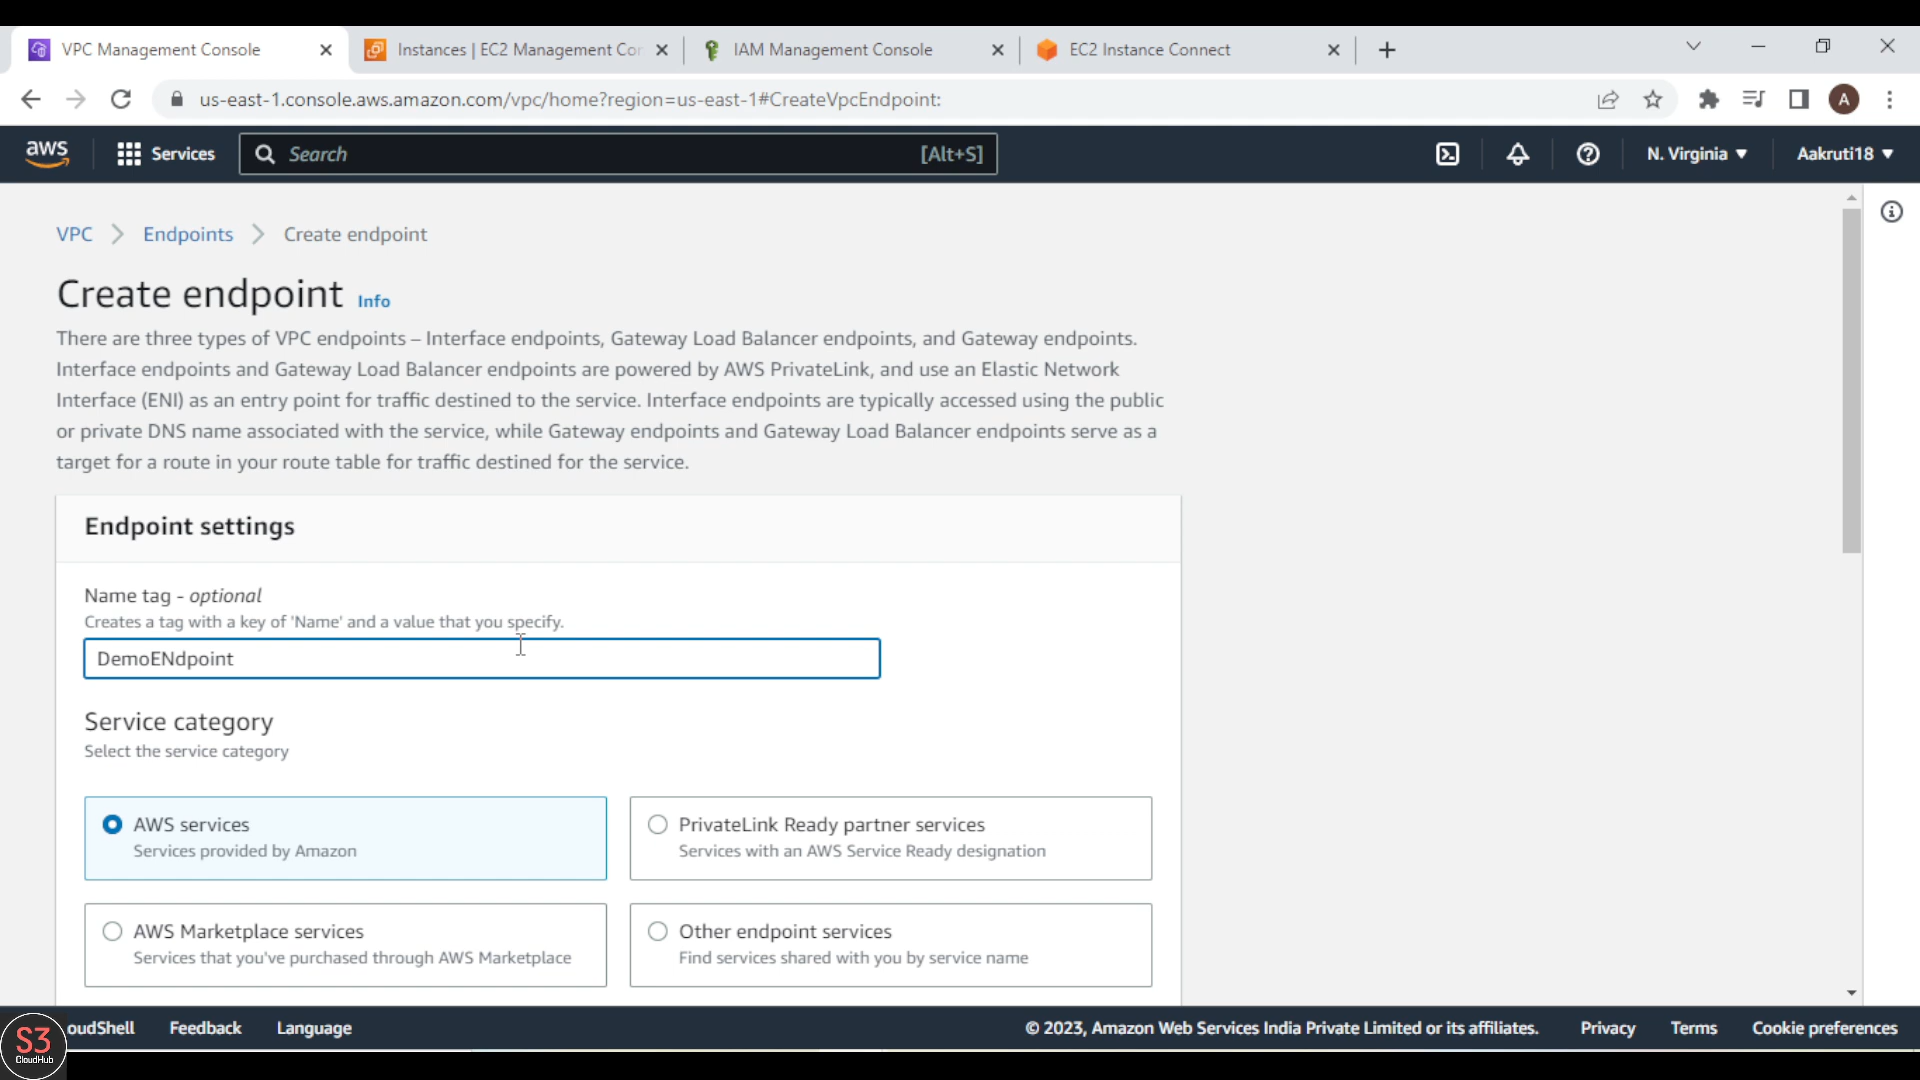 VPC Management Console
Instances | EC2 Management Cor
IAM Management Console
EC2 Instance Connect
us-east-1.console.aws.amazon.com/vpc/home?region=us-east-1#CreateVpcEndpoint:
A
aws
Services
Search
[Alt+S]
N. Virginia
Aakruti18
VPC
Endpoints
Create endpoint
Create endpoint Info
There are three types of VPC endpoints – Interface endpoints, Gateway Load Balancer endpoints, and Gateway endpoints.
Interface endpoints and Gateway Load Balancer endpoints are powered by AWS PrivateLink, and use an Elastic Network
Interface (ENI) as an entry point for traffic destined to the service. Interface endpoints are typically accessed using the public
or private DNS name associated with the service, while Gateway endpoints and Gateway Load Balancer endpoints serve as a
target for a route in your route table for traffic destined for the service.
Endpoint settings
Name tag - optional
Creates a tag with a key of 'Name' and a value that you specify.
DemoENdpoint
Service category
Select the service category
AWS services
Services provided by Amazon
PrivateLink Ready partner services
Services with an AWS Service Ready designation
AWS Marketplace services
Services that you've purchased through AWS Marketplace
Other endpoint services
Find services shared with you by service name
oudShell
Feedback
Language
© 2023, Amazon Web Services India Private Limited or its affiliates.
Privacy
Terms
Cookie preferences
S3
CloudHub